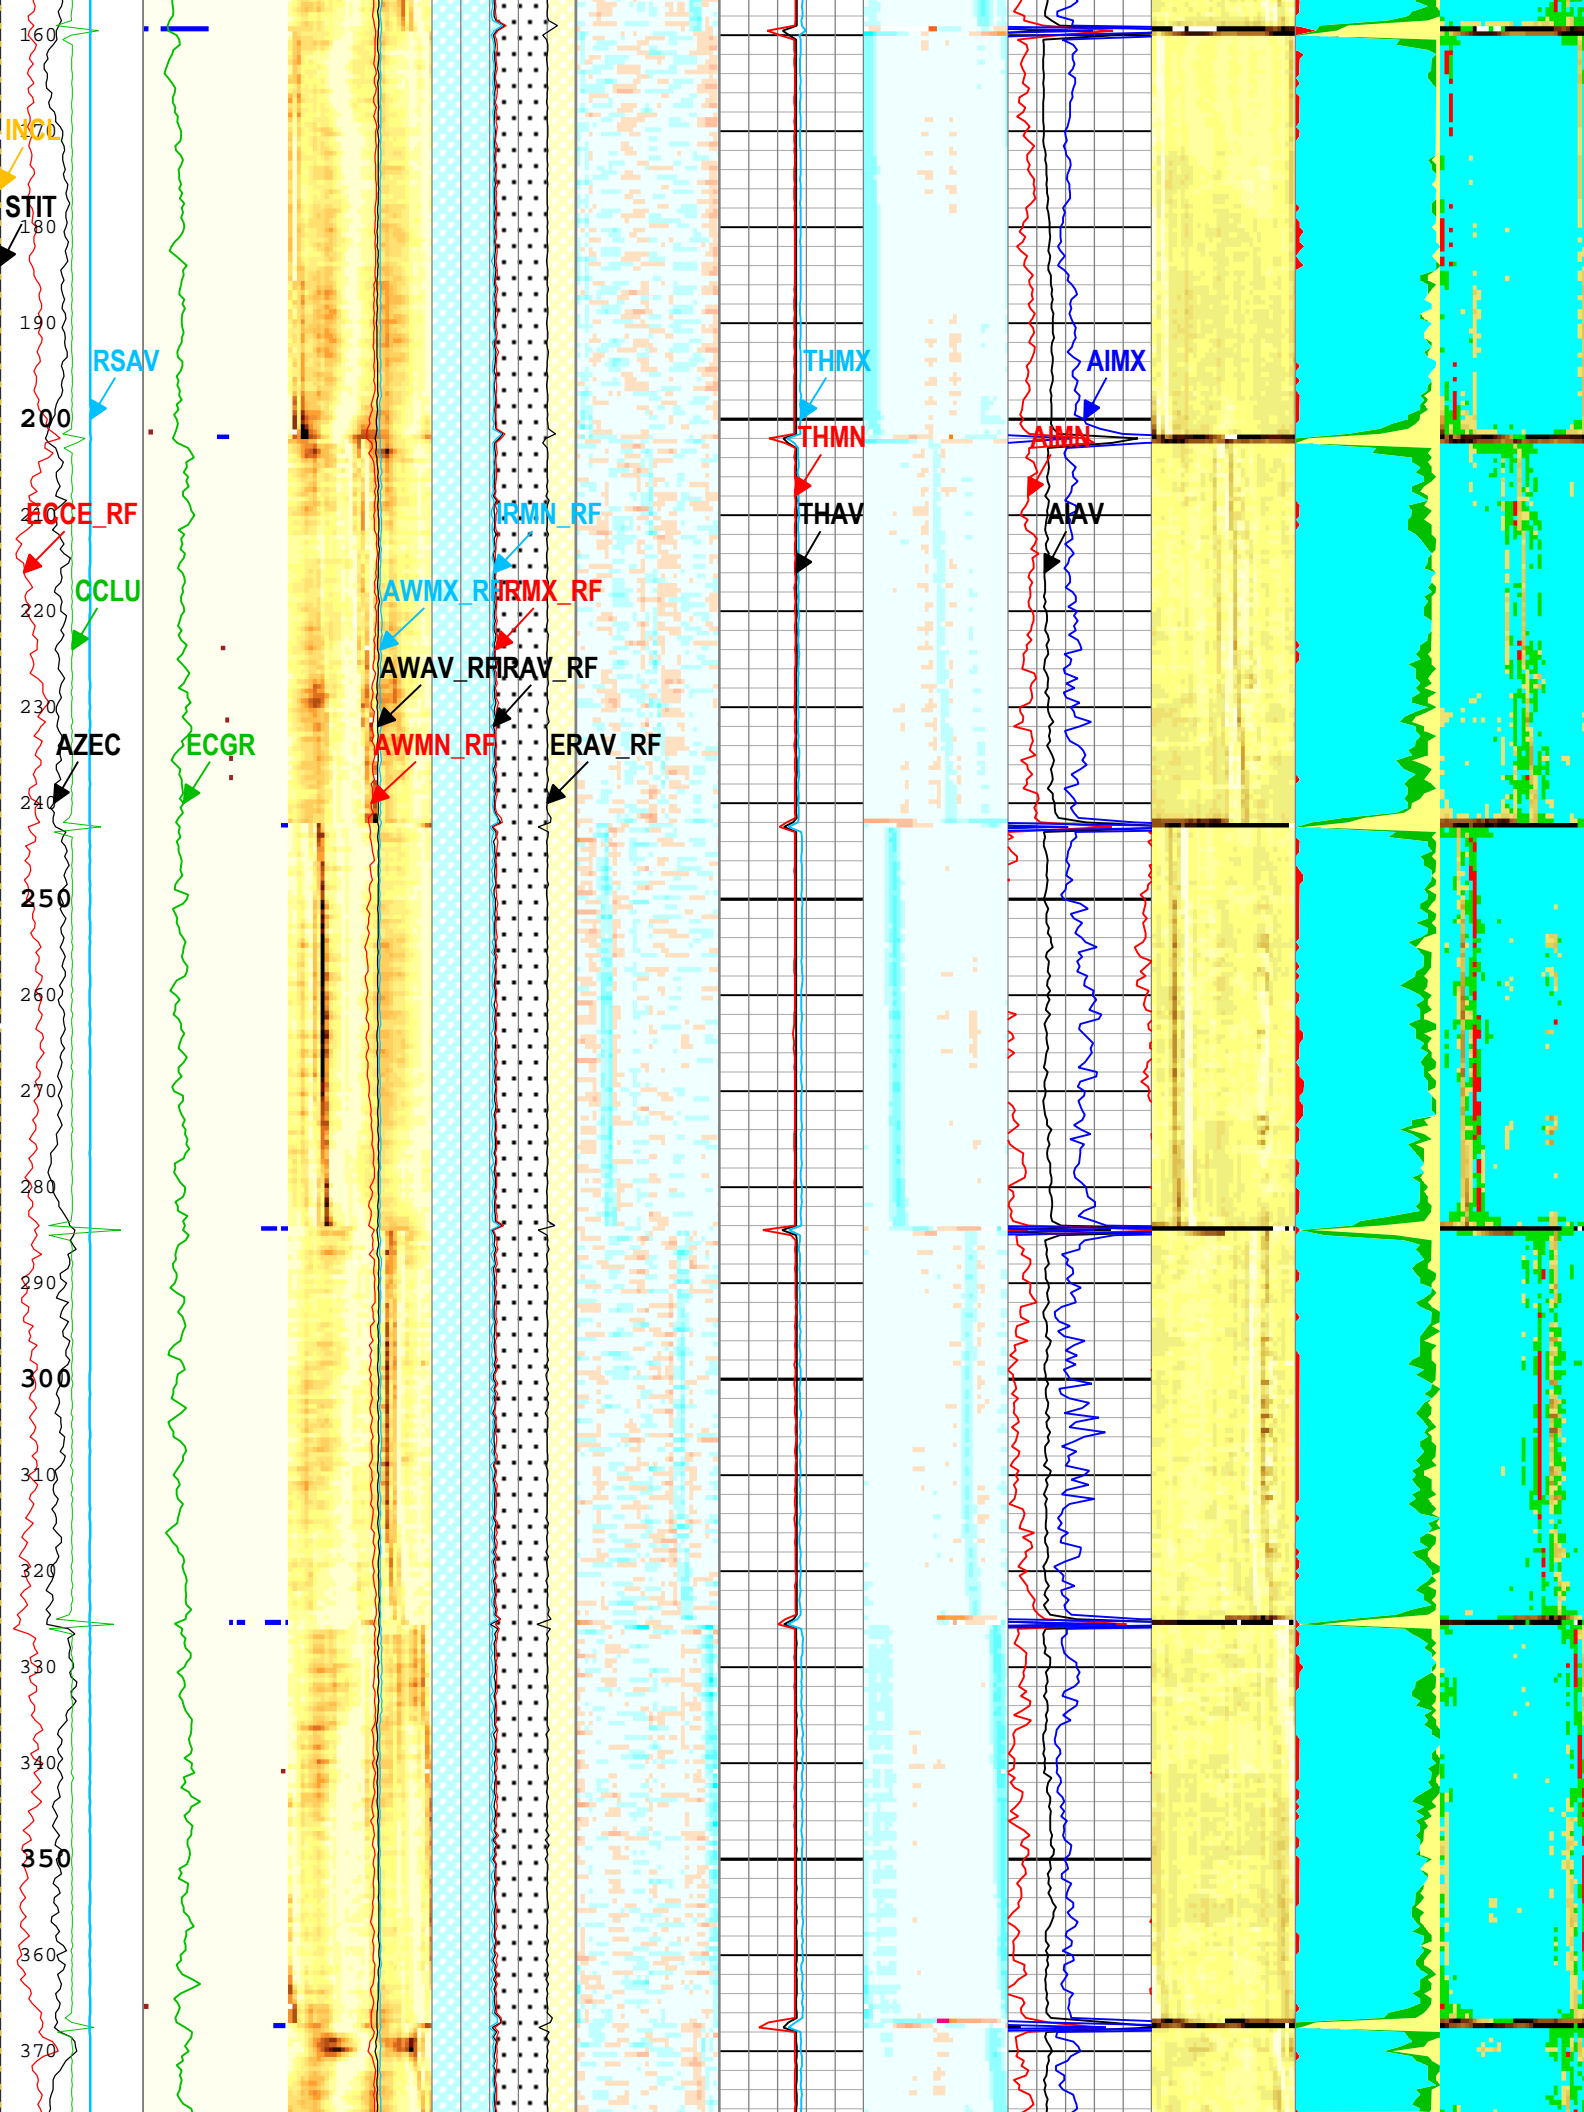 160
INCL
170
STIT
180
190
RSAV
THMX
AIMX
200
THMN
AIMN
210
ECCE_RF
IRMN_RF
THAV
AIAV
CCLU
AWMX_RF
IRMX_RF
220
AWAV_RF
IRAV_RF
230
AZEC
ECGR
AWMN_RF
ERAV_RF
240
250
260
270
280
290
300
310
320
330
340
350
360
370